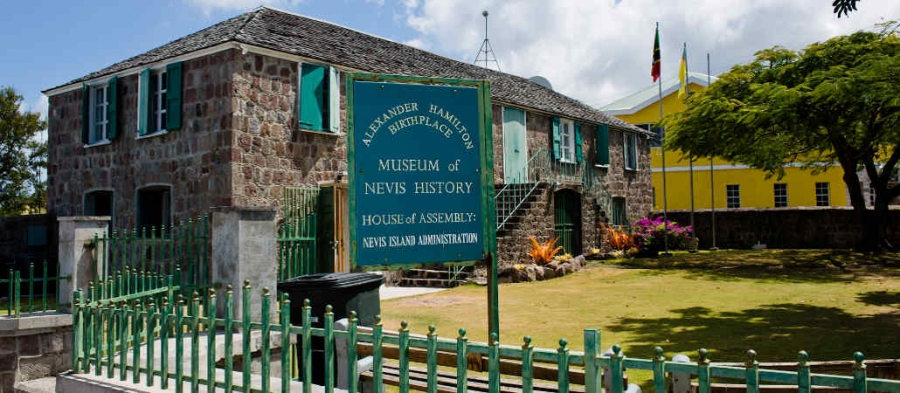 ALEXANDER HAMILTON
BIRTHPLACE
MUSEUM of
NEVIS HISTORY
HOUSE of ASSEMBLY:
NEVIS ISLAND ADMINISTRATION